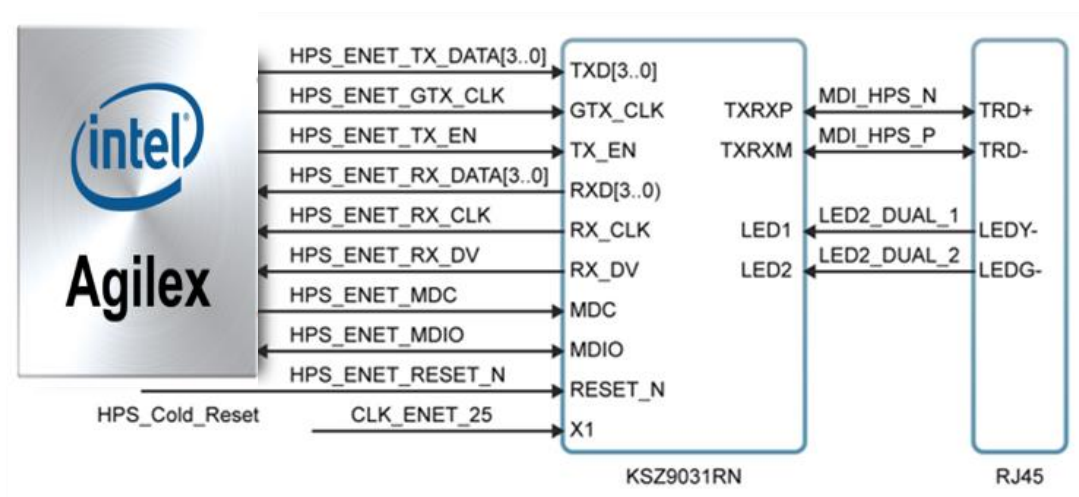 HPS_ENET_TX_DATA[3..0]
TXD[3..0]
HPS_ENET_GTX_CLK
GTX_CLK
TXRXP
MDI_HPS_N
TRD+
HPS_ENET_TX_EN
TX_EN
TXRXM
MDI_HPS_P
TRD-
HPS_ENET_RX_DATA[3..0]
RXD[3..0)
HPS_ENET_RX_CLK
RX_CLK
LED1
LED2_DUAL_1
LEDY-
HPS_ENET_RX_DV
RX_DV
LED2
LED2_DUAL_2
LEDG-
HPS_ENET_MDC
MDC
HPS_ENET_MDIO
MDIO
HPS_ENET_RESET_N
RESET_N
HPS_Cold_Reset
CLK_ENET_25
X1
KSZ9031RN
RJ45
intel
Agilex